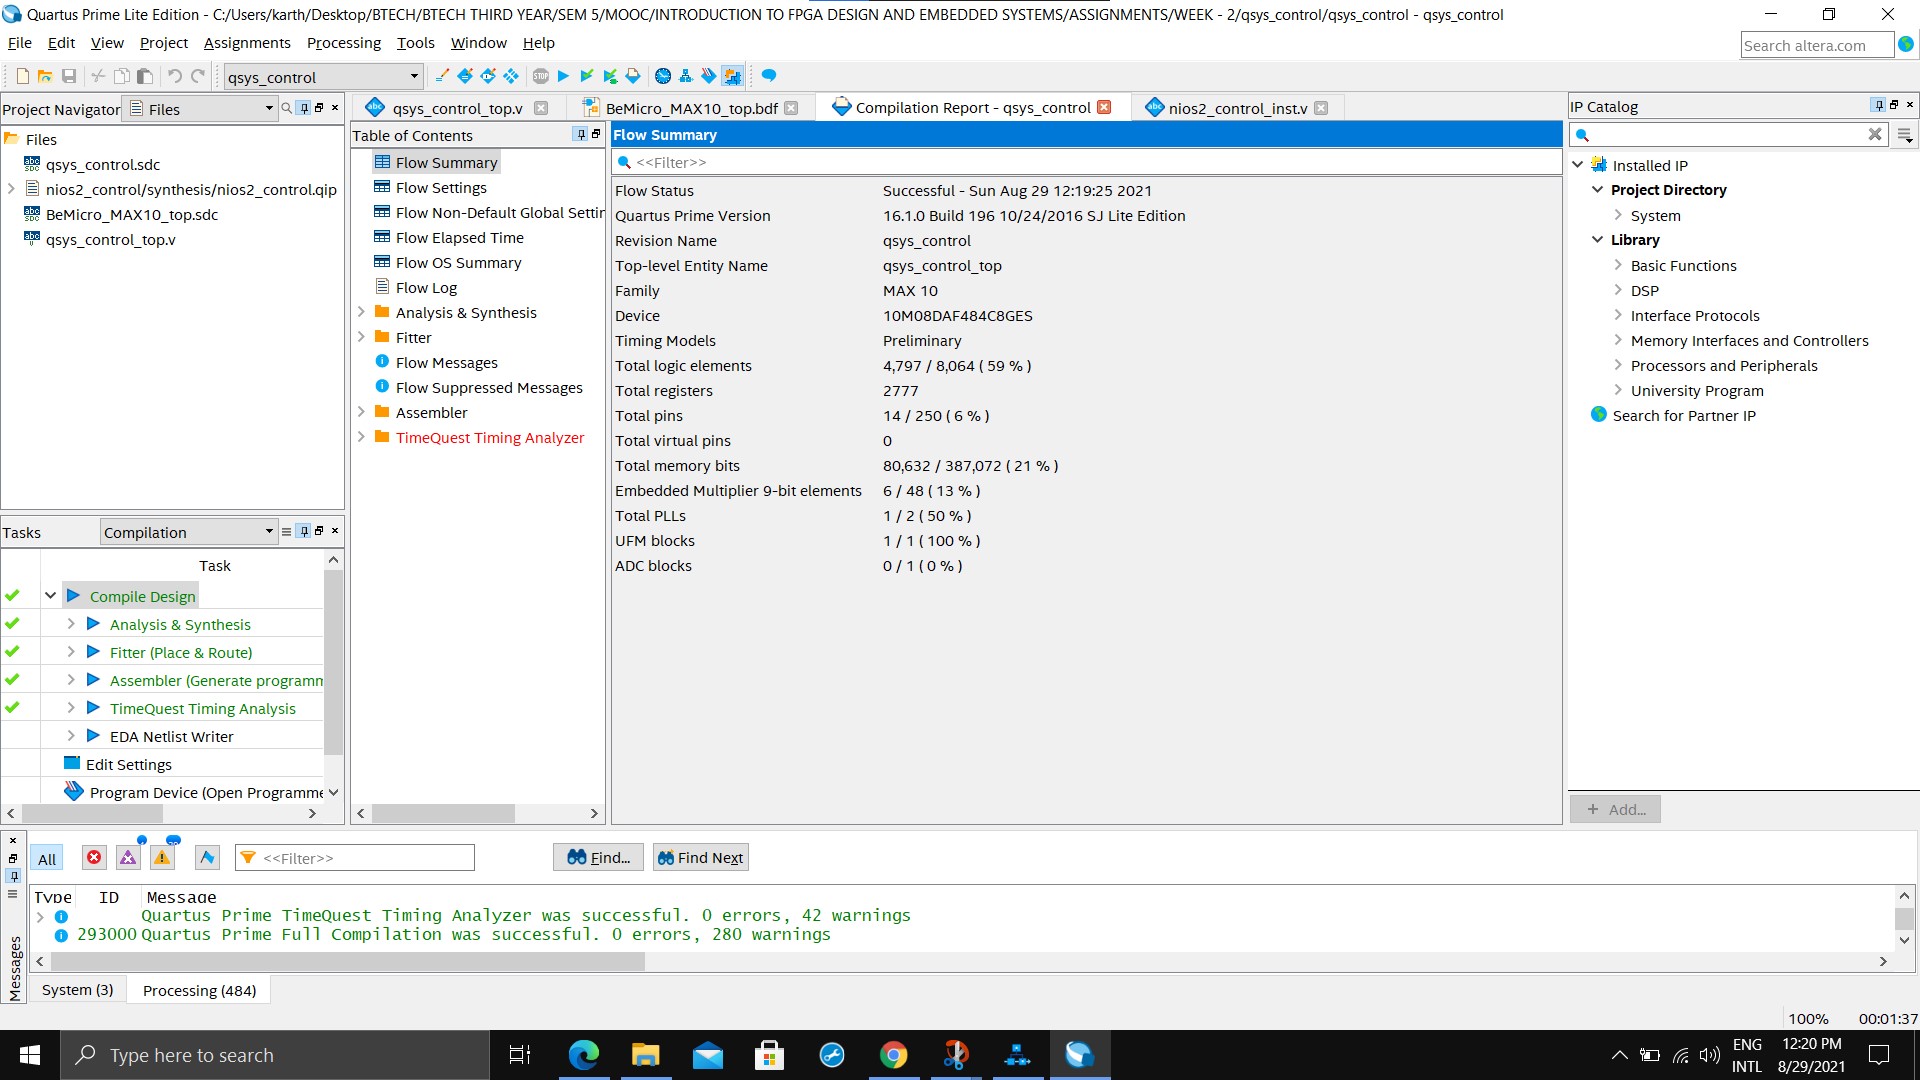 Quartus Prime Lite Edition - C:/Users/karth/Desktop/BTECH/BTECH THIRD YEAR/SEM 5/MOOC/INTRODUCTION TO FPGA DESIGN AND EMBEDDED SYSTEMS/ASSIGNMENTS/WEEK - 2/qsys_control/qsys_control - qsys_control
File Edit View Project Assignments Processing Tools Window Help
Search altera.com
qsys_control
Project Navigator Files
Files
qsys_control.sdc
nios2_control/synthesis/nios2_control.qip
BeMicro_MAX10_top.sdc
qsys_control_top.v
Tasks Compilation
Task
Compile Design
Analysis & Synthesis
Fitter (Place & Route)
Assembler (Generate programm
TimeQuest Timing Analysis
EDA Netlist Writer
Edit Settings
Program Device (Open Programme
qsys_control_top.v BeMicro_MAX10_top.bdf Compilation Report - qsys_control nios2_control_inst.v
Table of Contents
Flow Summary
Flow Settings
Flow Non-Default Global Settir
Flow Elapsed Time
Flow OS Summary
Flow Log
Analysis & Synthesis
Fitter
Flow Messages
Flow Suppressed Messages
Assembler
TimeQuest Timing Analyzer
Flow Summary
<<Filter>>
Flow Status Successful - Sun Aug 29 12:19:25 2021
Quartus Prime Version 16.1.0 Build 196 10/24/2016 SJ Lite Edition
Revision Name qsys_control
Top-level Entity Name qsys_control_top
Family MAX 10
Device 10M08DAF484C8GES
Timing Models Preliminary
Total logic elements 4,797 / 8,064 ( 59 % )
Total registers 2777
Total pins 14 / 250 ( 6 % )
Total virtual pins 0
Total memory bits 80,632 / 387,072 ( 21 % )
Embedded Multiplier 9-bit elements 6 / 48 ( 13 % )
Total PLLs 1 / 2 ( 50 % )
UFM blocks 1 / 1 ( 100 % )
ADC blocks 0 / 1 ( 0 % )
IP Catalog
Installed IP
Project Directory
System
Library
Basic Functions
DSP
Interface Protocols
Memory Interfaces and Controllers
Processors and Peripherals
University Program
Search for Partner IP
+ Add...
All <<Filter>> Find... Find Next
Type ID Message
Quartus Prime TimeQuest Timing Analyzer was successful. 0 errors, 42 warnings
293000 Quartus Prime Full Compilation was successful. 0 errors, 280 warnings
Messages
System (3) Processing (484)
100% 00:01:37
Type here to search
ENG
INTL
12:20 PM
8/29/2021